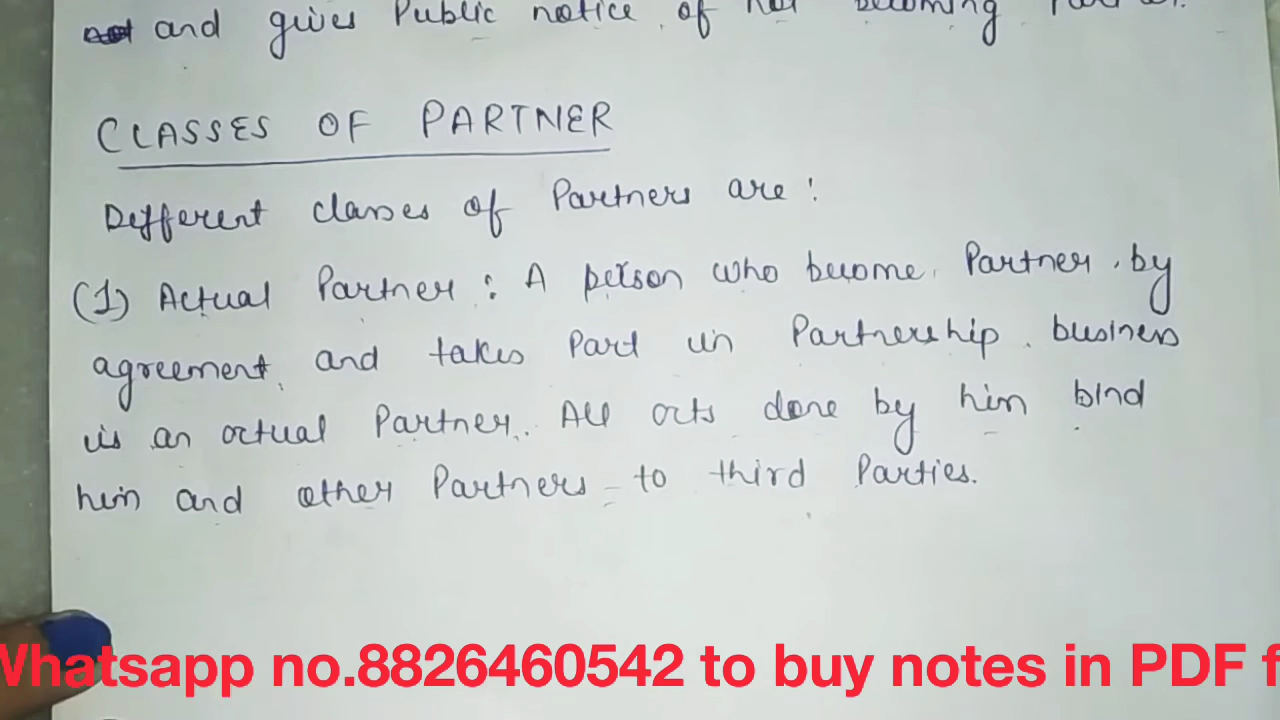 and gives Public notice of not becoming
CLASSES OF PARTNER
Different classes of Partners are:
(1) Actual Partner: A person who become Partner by
agreement and takes Part in Partnership business
is an actual Partner. All acts done by him bind
him and other Partners to third Parties.
Whatsapp no.8826460542 to buy notes in PDF f